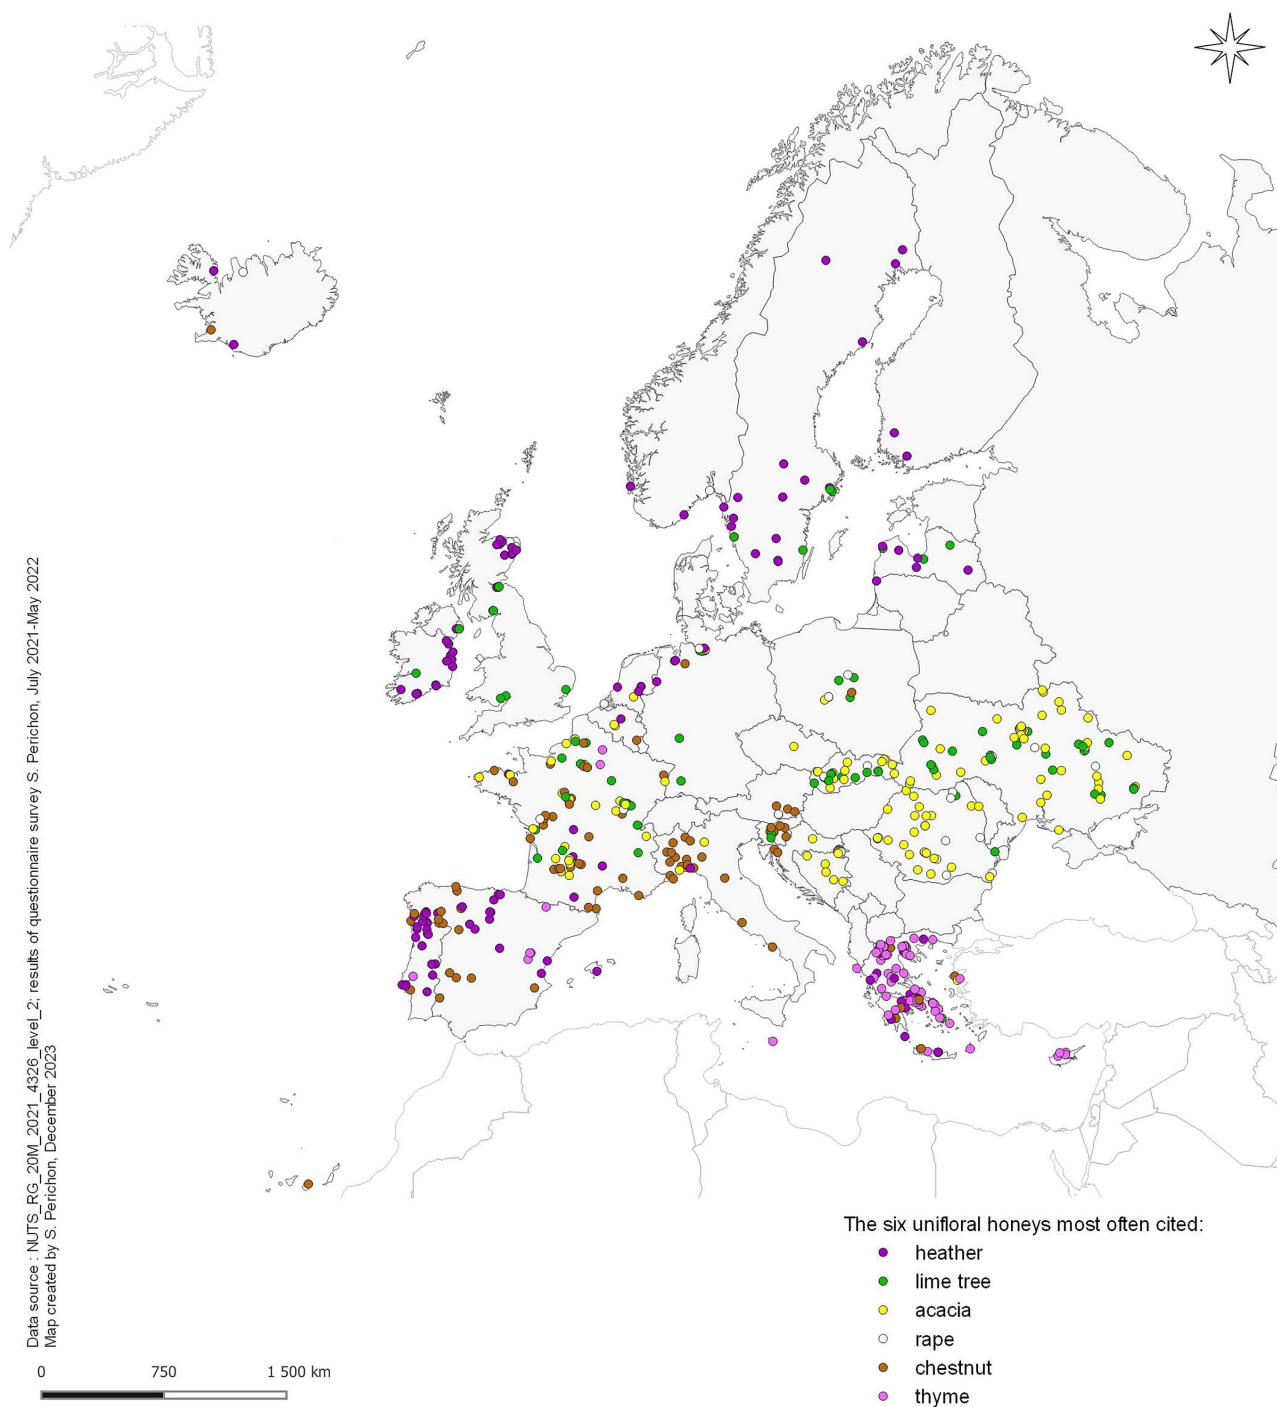 Data source : NUTS_RG_20M_2021_4326_level_2; results of questionnaire survey S. Perichon, July 2021-May 2022
Map created by S. Perichon, December 2023
The six unifloral honeys most often cited:
heather
lime tree
acacia
rape
chestnut
thyme
0 750 1 500 km